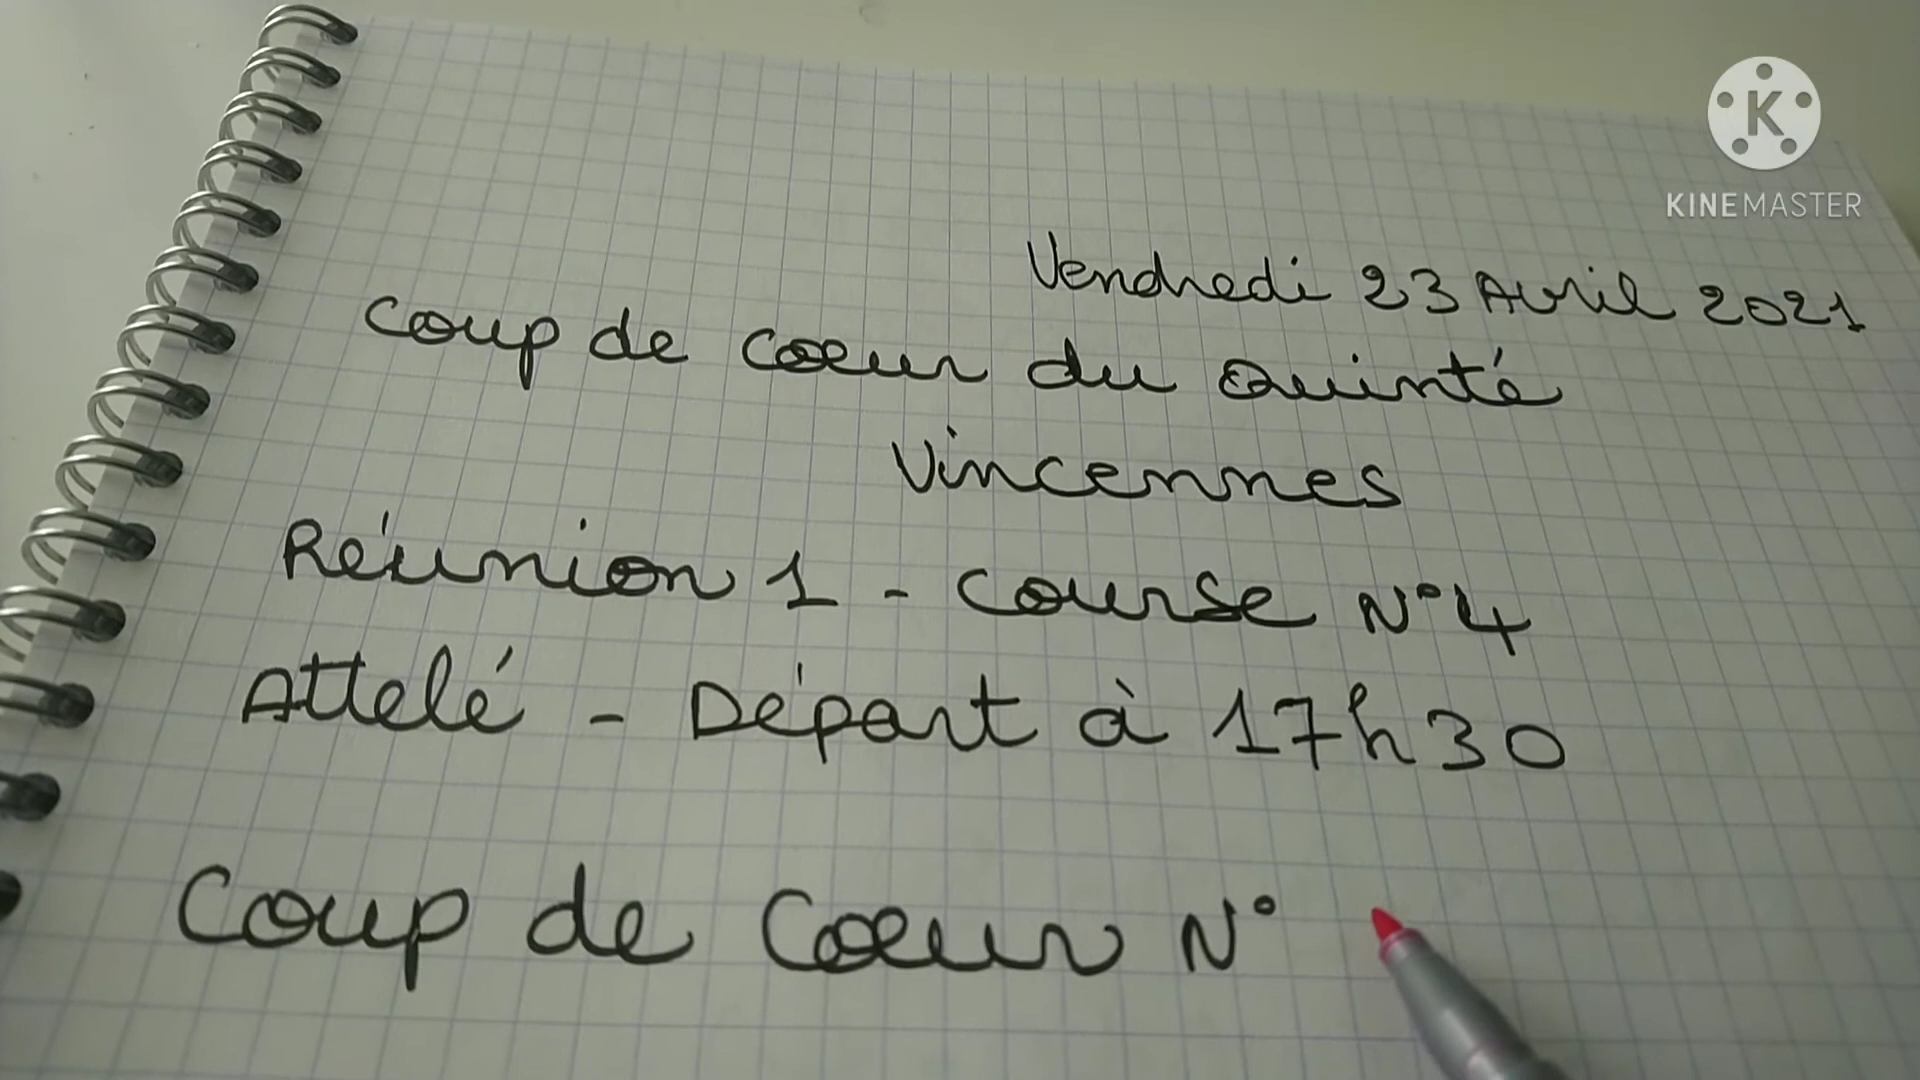 K
KINEMASTER
Vendredi 23 Avril 2021
Coup de Coeur du Quinté
Vincennes
Réunion 1 - Course N°4
Attelé - Départ à 17h30
Coup de Coeur N°